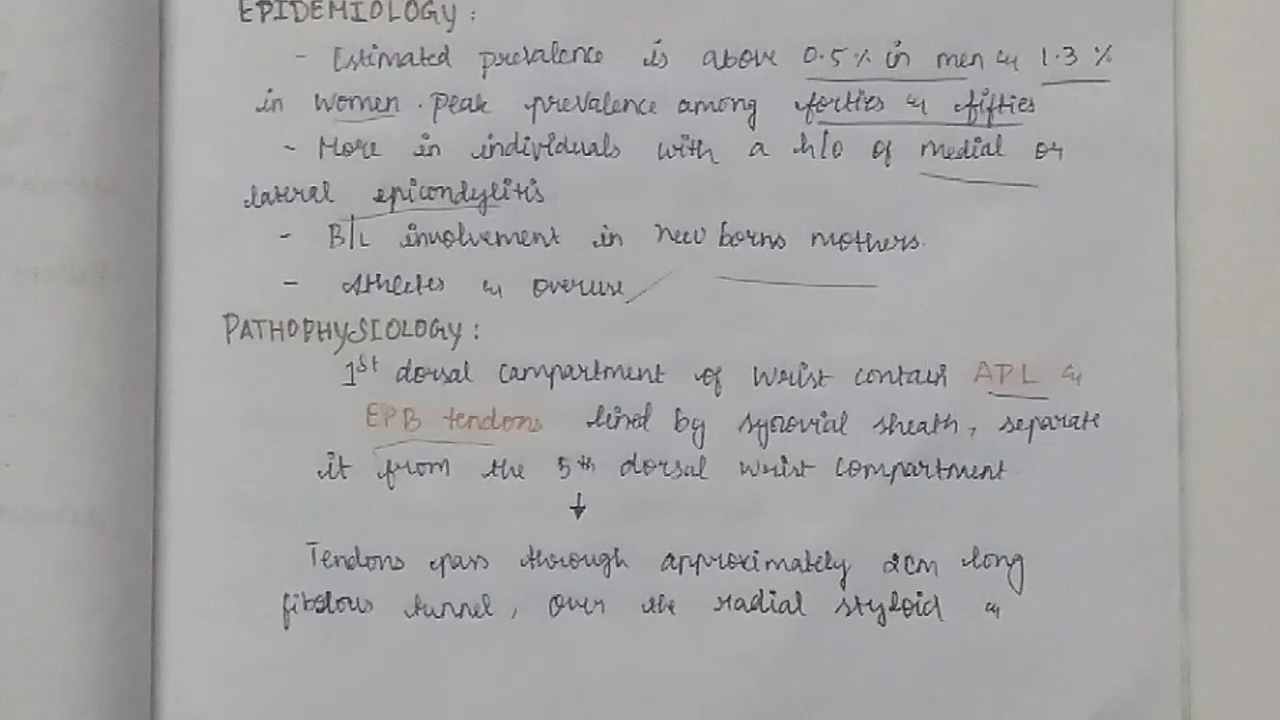 EPIDEMIOLOGY:
- Estimated prevalence is above 0.5% in men & 1.3 %
in women. peak prevalence among forties & fifties
- More in individuals with a h/o of medial or
lateral epicondylitis
- B/L involvement in new borns mothers.
- Athletes & overuse
PATHOPHYSIOLOGY:
1st dorsal compartment of wrist contain APL &
EPB tendons lined by synovial sheath, separate
it from the 5th dorsal wrist compartment
↓
Tendons pass through approximately 2cm long
fibrous tunnel, over the radial styloid &